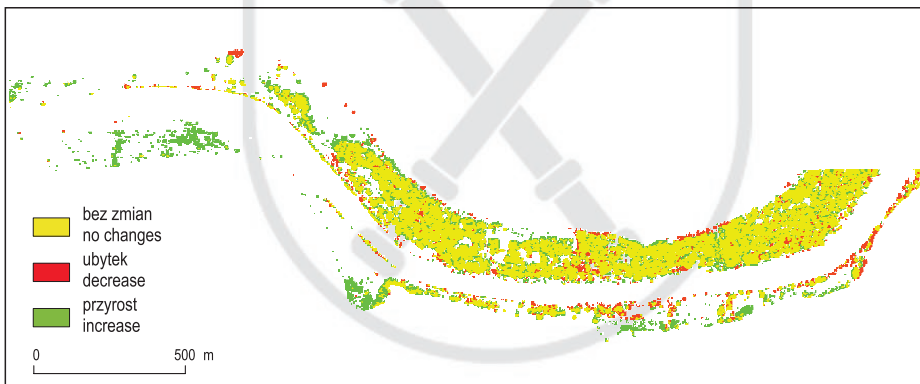 bez zmian
no changes
ubytek
decrease
przyrost
increase
0 500 m